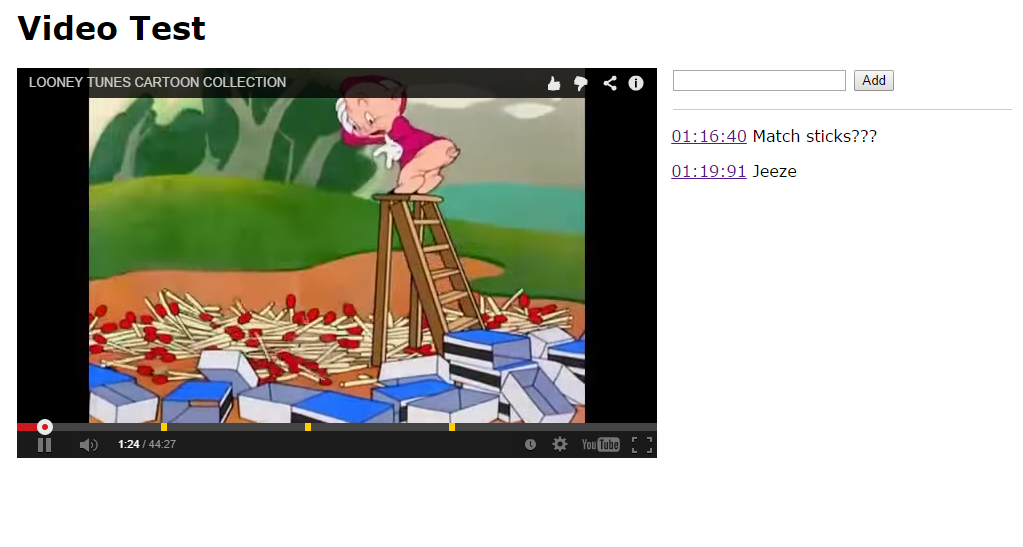 Video Test
LOONEY TUNES CARTOON COLLECTION
1:24 / 44:27
YouTube
Add
01:16:40 Match sticks???
01:19:91 Jeeze